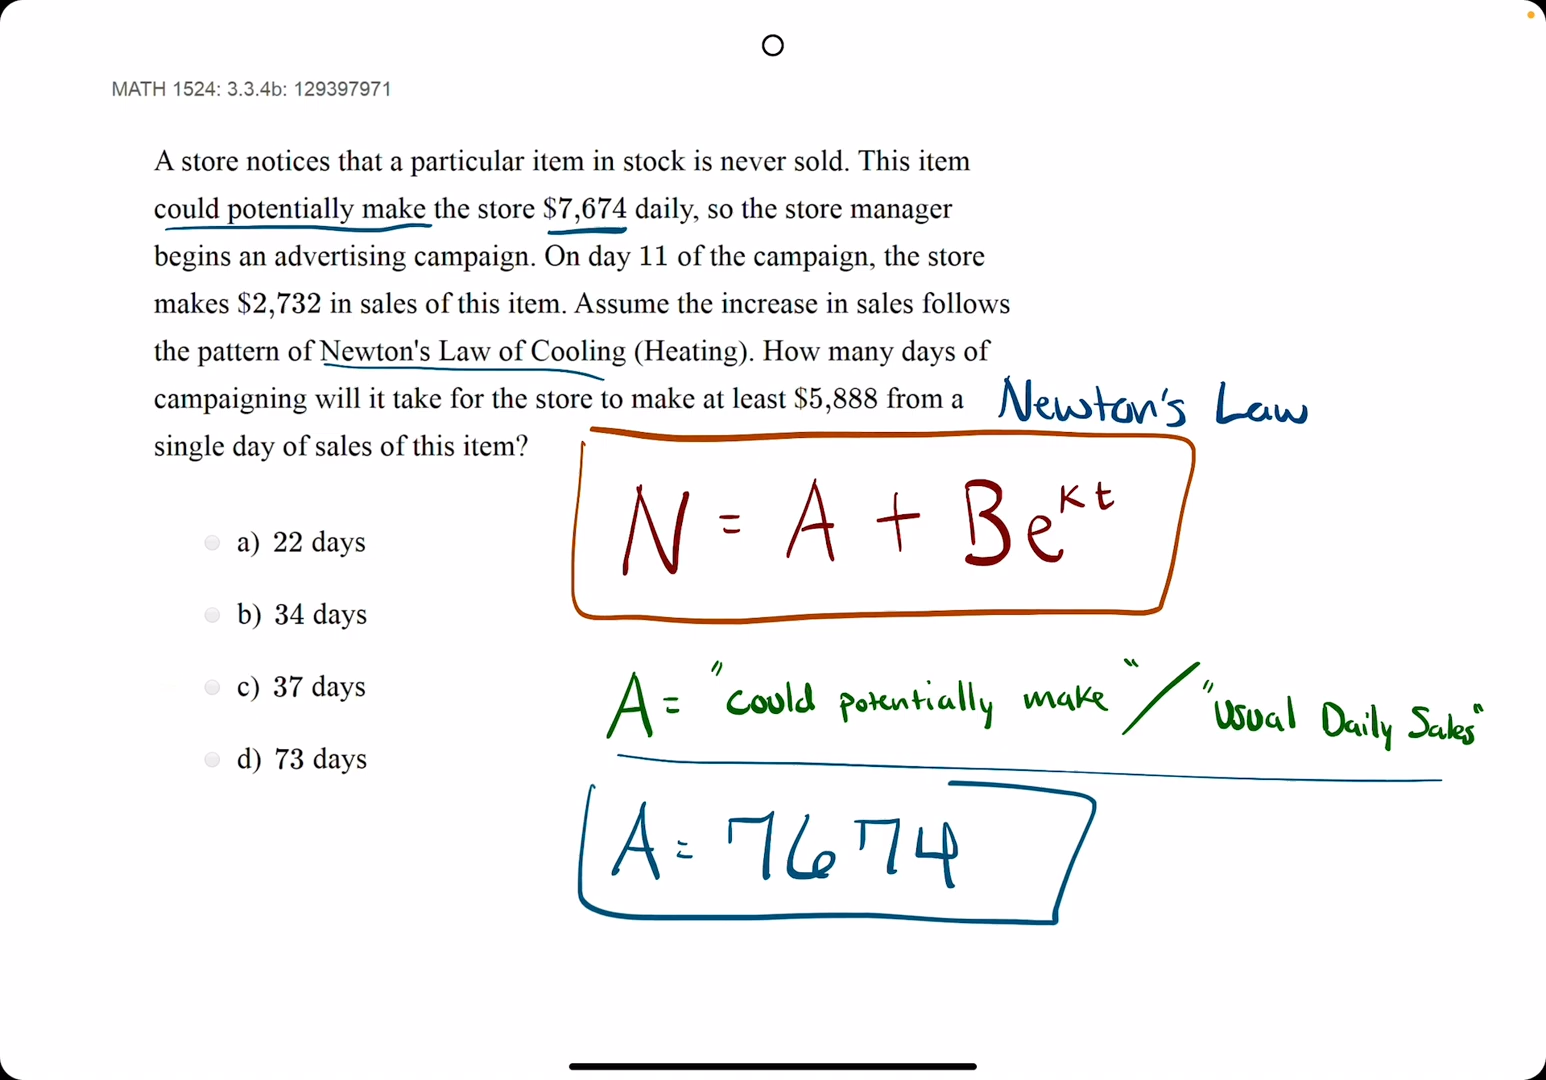 MATH 1524: 3.3.4b: 129397971
A store notices that a particular item in stock is never sold. This item
could potentially make the store $7,674 daily, so the store manager
begins an advertising campaign. On day 11 of the campaign, the store
makes $2,732 in sales of this item. Assume the increase in sales follows
the pattern of Newton's Law of Cooling (Heating). How many days of
campaigning will it take for the store to make at least $5,888 from a
single day of sales of this item?
Newton's Law
N = A + Be^kt
a) 22 days
b) 34 days
c) 37 days
d) 73 days
A = "could potentially make" / "Usual Daily Sales"
A = 7674